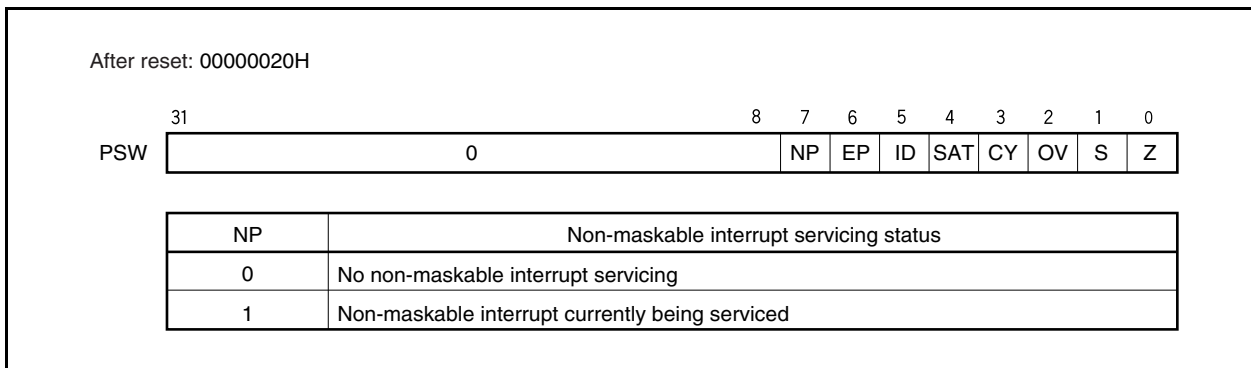 After reset: 00000020H
31 8 7 6 5 4 3 2 1 0
PSW 0 NP EP ID SAT CY OV S Z
NP Non-maskable interrupt servicing status
0 No non-maskable interrupt servicing
1 Non-maskable interrupt currently being serviced